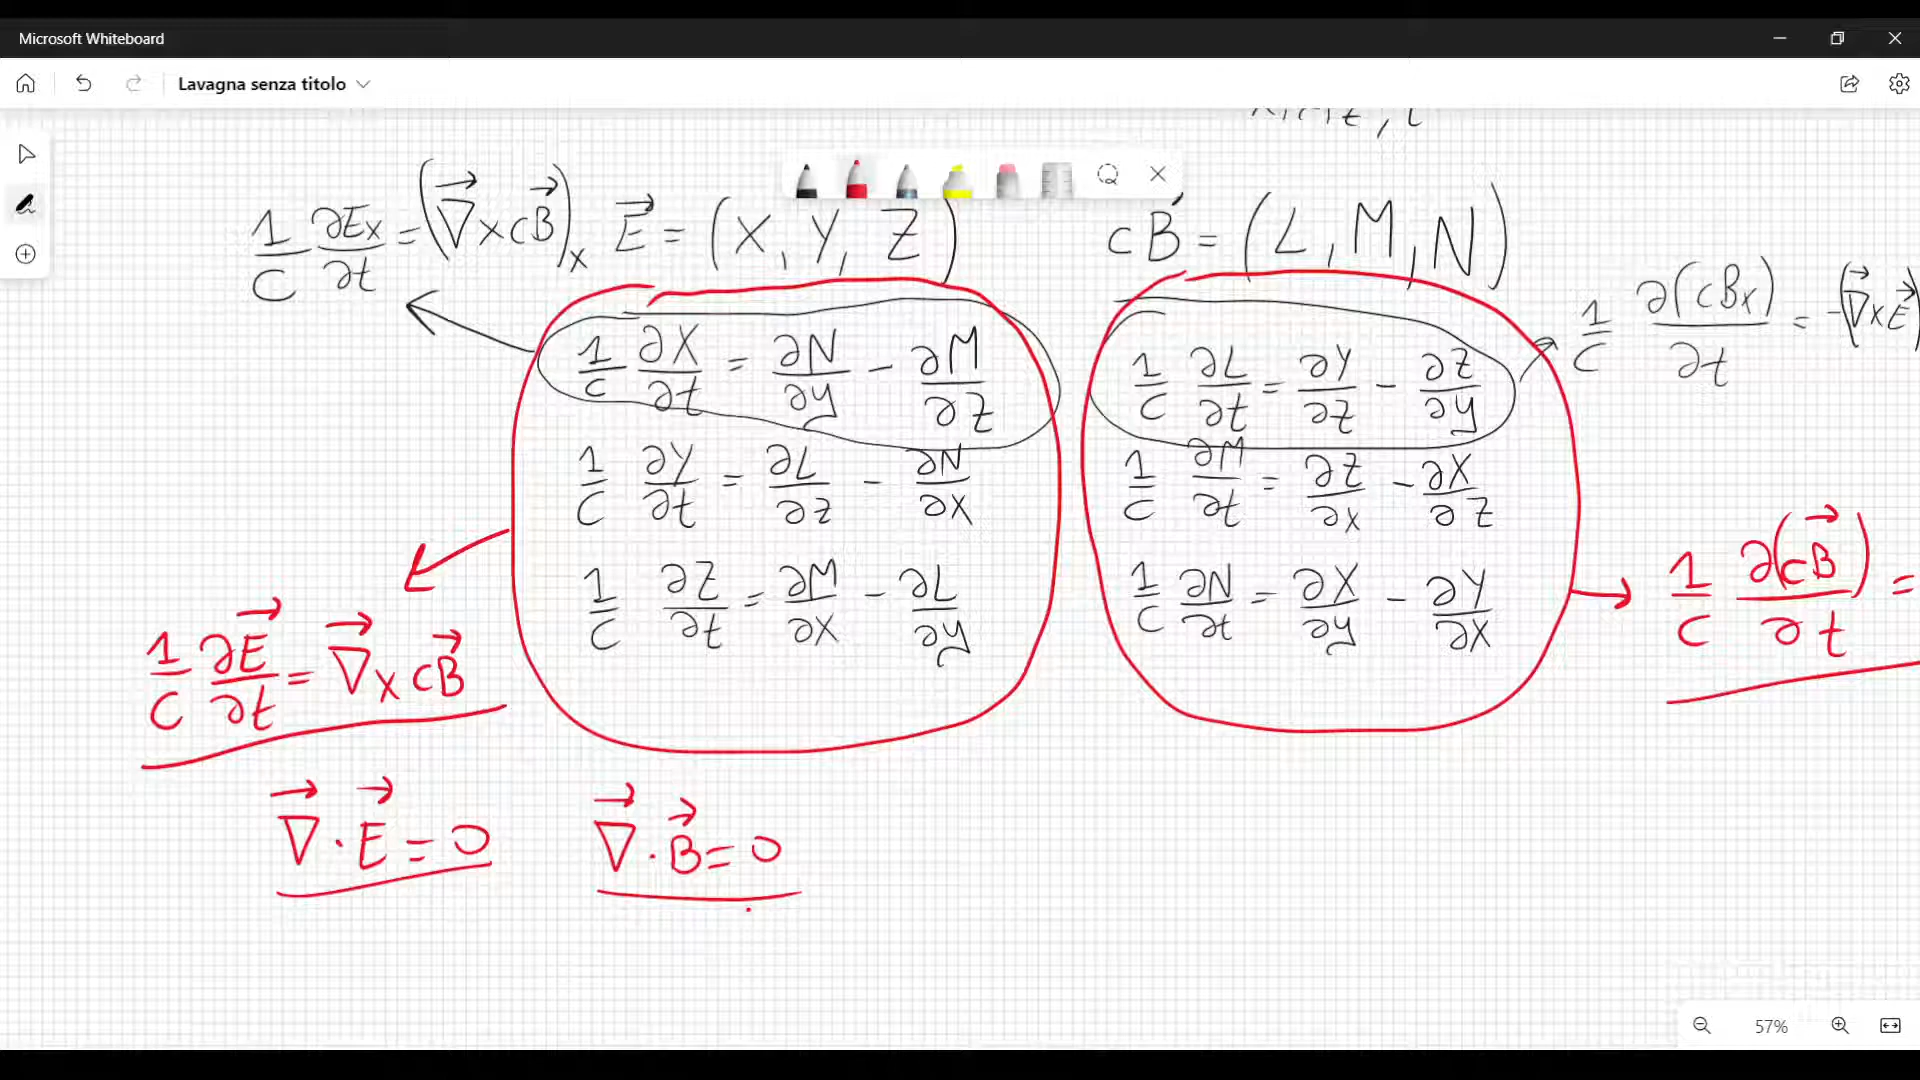 Microsoft Whiteboard
Lavagna senza titolo
1/c ∂Ex/∂t = (∇⃗ x cB⃗)x
E⃗ = (X, Y, Z)
cB⃗ = (L, M, N)
1/c ∂(cBx)/∂t = -(∇⃗ x E⃗
1/c ∂X/∂t = ∂N/∂y - ∂M/∂z
1/c ∂Y/∂t = ∂L/∂z - ∂N/∂x
1/c ∂Z/∂t = ∂M/∂x - ∂L/∂y
1/c ∂L/∂t = ∂Y/∂z - ∂Z/∂y
1/c ∂M/∂t = ∂Z/∂x - ∂X/∂z
1/c ∂N/∂t = ∂X/∂y - ∂Y/∂x
1/c ∂E⃗/∂t = ∇⃗ x cB⃗
1/c ∂(cB⃗)/∂t =
∇⃗ · E⃗ = 0
∇⃗ · B⃗ = 0
57%